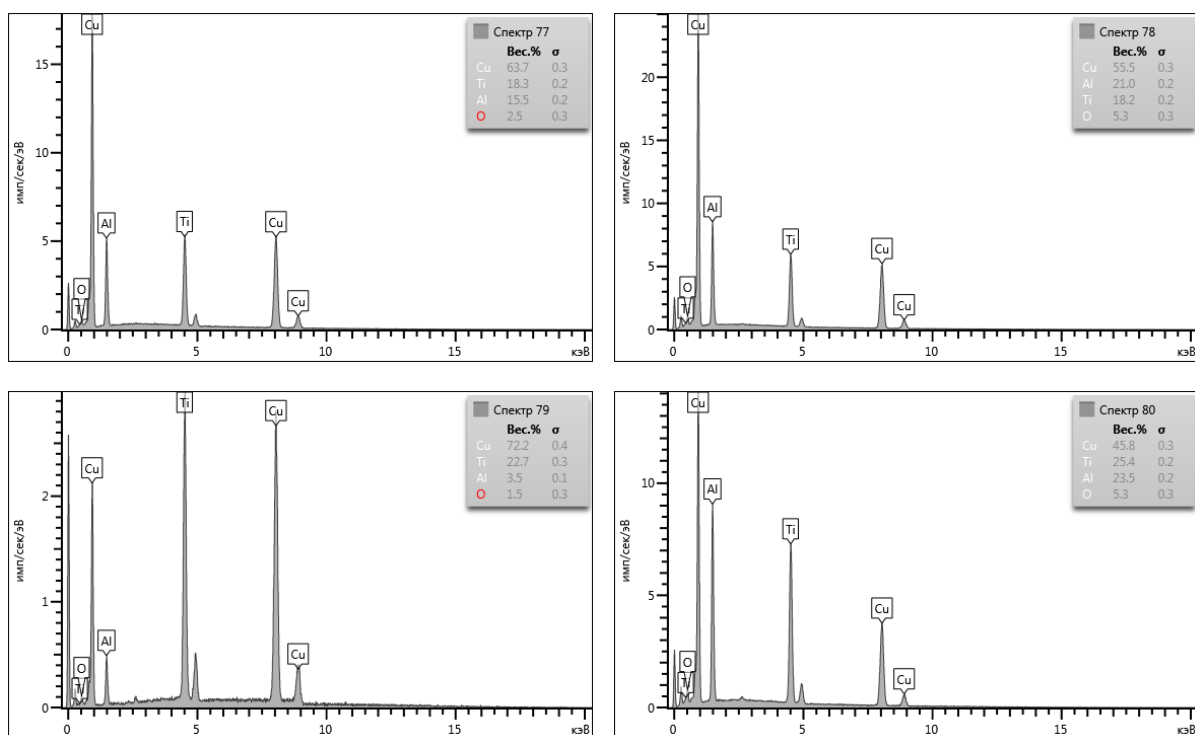 Спектр 77
Вес.% σ
Cu 63.7 0.3
Ti 18.3 0.2
Al 15.5 0.2
O 2.5 0.3
имп/сек/эВ
15
10
5
0
Cu
O
Ti
Al
Ti
Cu
Cu
0 5 10 15 кэВ
Спектр 78
Вес.% σ
Cu 55.5 0.3
Al 21.0 0.2
Ti 18.2 0.2
O 5.3 0.3
имп/сек/эВ
20
15
10
5
0
Cu
O
Ti
Al
Ti
Cu
Cu
0 5 10 15 кэВ
Спектр 79
Вес.% σ
Cu 72.2 0.4
Ti 22.7 0.3
Al 3.5 0.1
O 1.5 0.3
имп/сек/эВ
2
1
0
Cu
O
Ti
Al
Ti
Cu
Cu
0 5 10 15 кэВ
Спектр 80
Вес.% σ
Cu 45.8 0.3
Ti 25.4 0.2
Al 23.5 0.2
O 5.3 0.3
имп/сек/эВ
10
5
0
Cu
O
Ti
Al
Ti
Cu
Cu
0 5 10 15 кэВ